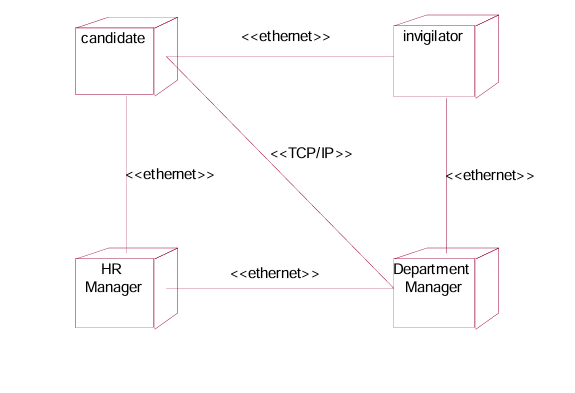 candidate
<<ethernet>>
invigilator
<<TCP/IP>>
<<ethernet>>
<<ethernet>>
HR
Manager
<<ethernet>>
Department
Manager